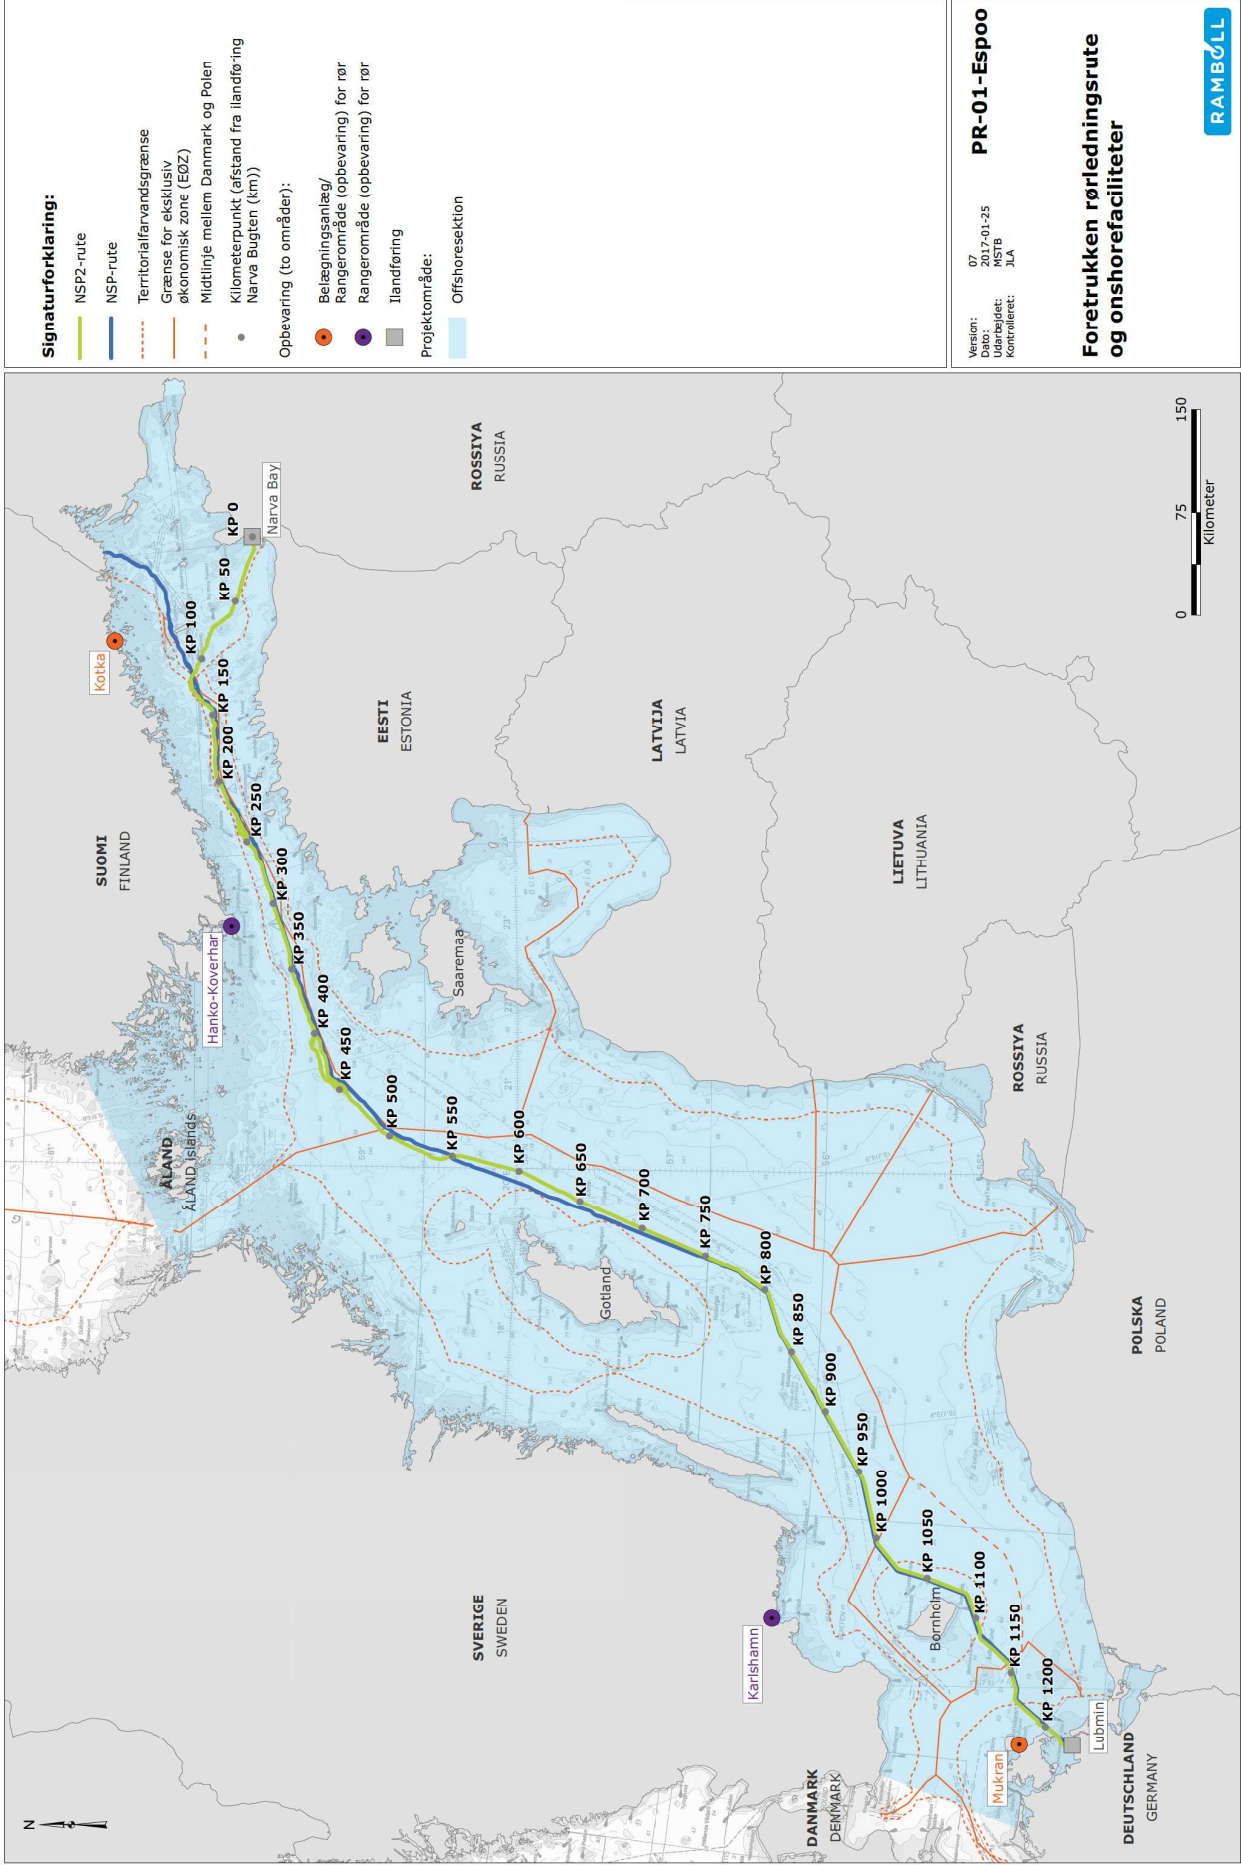 Signaturforklaring:
NSP2-rute
NSP-rute
Territorialfarvandsgrænse
Grænse for eksklusiv
økonomisk zone (EØZ)
Midtlinje mellem Danmark og Polen
Kilometerpunkt (afstand fra ilandføring
Narva Bugten (km))
Opbevaring (to områder):
Belægningsanlæg/
Rangerområde (opbevaring) for rør
Rangerområde (opbevaring) for rør
Ilandføring
Projektområde:
Offshoresektion
PR-01-Espoo
Version: 07
Dato: 2017-01-25
Udarbejdet: MSTB
Kontrolleret: JLA
Foretrukken rørledningsrute
og onshorefaciliteter
RAMBOLL
N
SUOMI
FINLAND
Kotka
Hanko-Koverhar
ÅLAND
ÅLAND Islands
KP 0
Narva Bay
KP 50
KP 100
KP 150
KP 200
KP 250
KP 300
KP 350
KP 400
KP 450
KP 500
KP 550
KP 600
KP 650
KP 700
KP 750
KP 800
KP 850
KP 900
KP 950
KP 1000
KP 1050
KP 1100
KP 1150
KP 1200
ROSSIYA
RUSSIA
EESTI
ESTONIA
Saaremaa
LATVIJA
LATVIA
LIETUVA
LITHUANIA
ROSSIYA
RUSSIA
Gotland
SVERIGE
SWEDEN
Karlshamn
Bornholm
POLSKA
POLAND
DANMARK
DENMARK
Mukran
Lubmin
DEUTSCHLAND
GERMANY
0 75 150
Kilometer